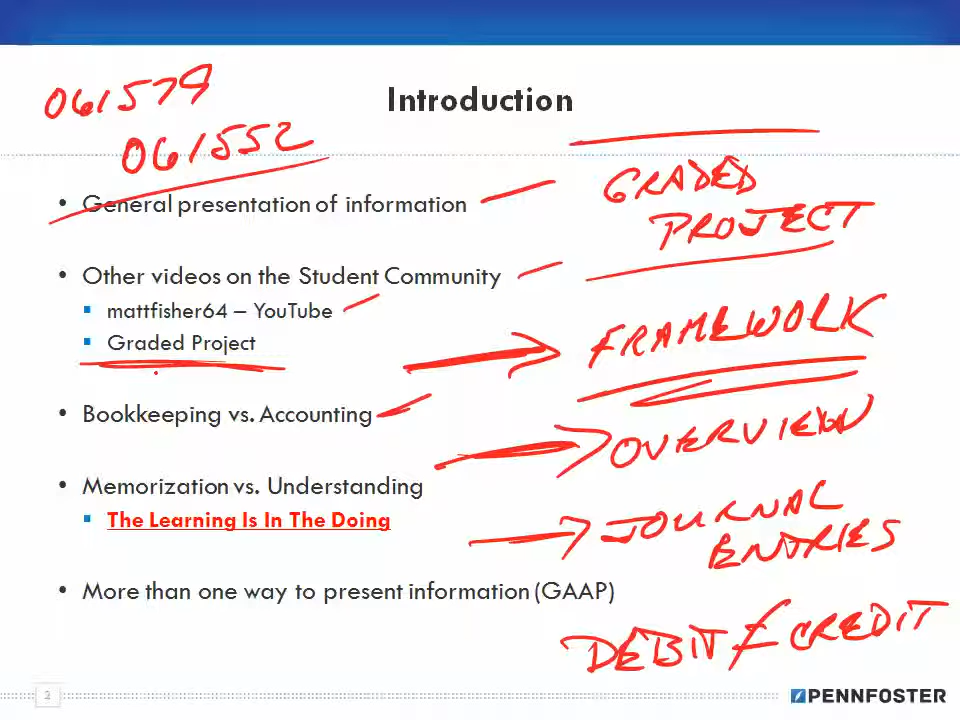 Introduction
061579
061552
• General presentation of information
GRADED
PROJECT
• Other videos on the Student Community
▪ mattfisher64 – YouTube
▪ Graded Project
FRAMEWORK
• Bookkeeping vs. Accounting
OVERVIEW
• Memorization vs. Understanding
▪ The Learning Is In The Doing
JOURNAL
ENTRIES
• More than one way to present information (GAAP)
DEBIT / CREDIT
2
PENNFOSTER